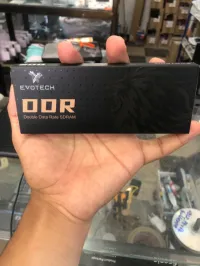 EVOTECH
DDR
Double Data Rate SDRAM